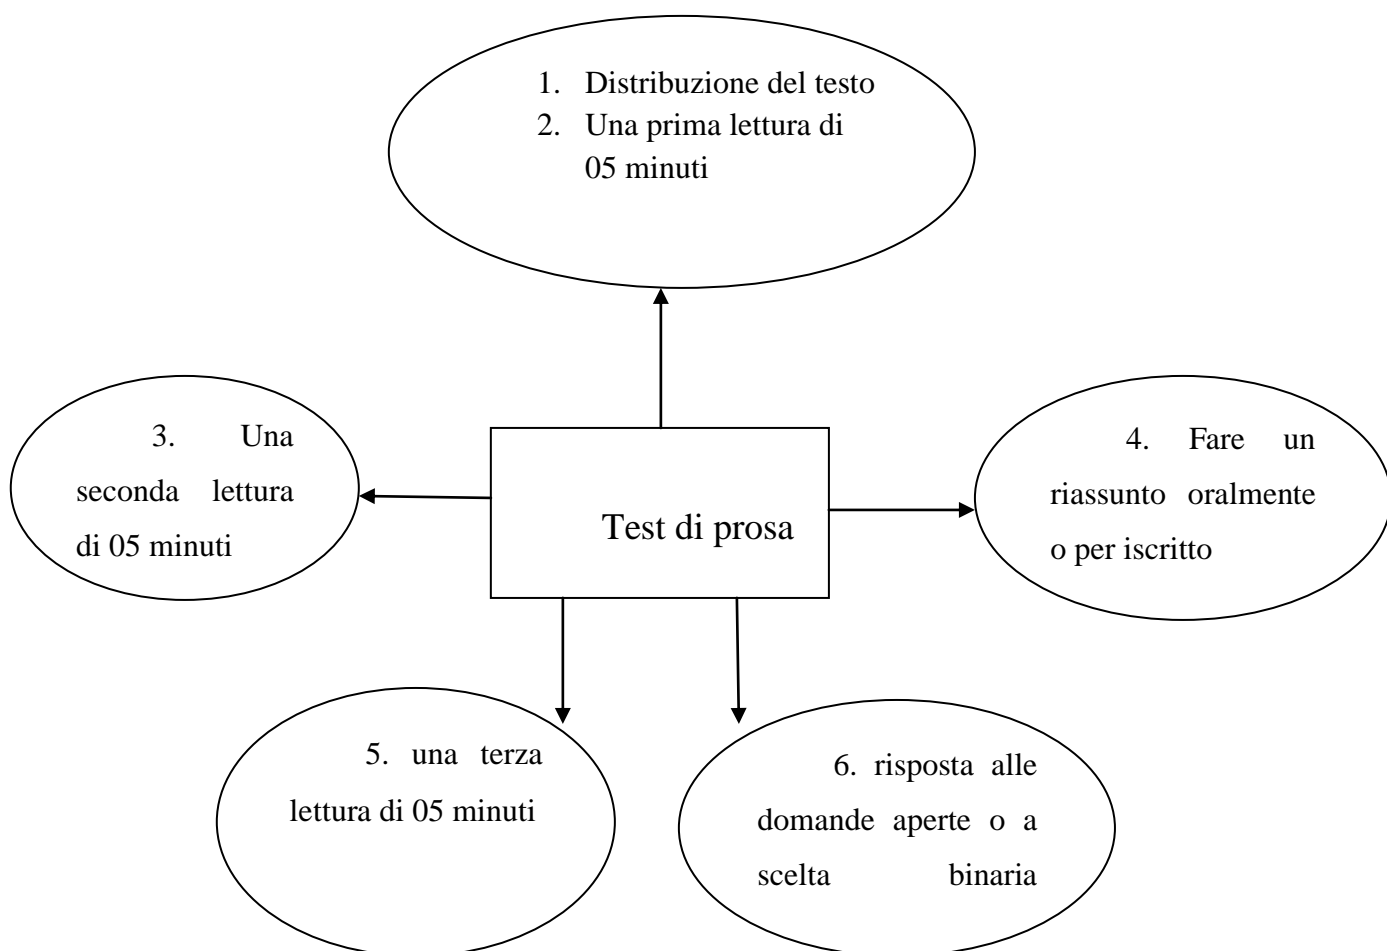 1. Distribuzione del testo
2. Una prima lettura di
05 minuti
3. Una
seconda lettura
di 05 minuti
4. Fare un
riassunto oralmente
o per iscritto
Test di prosa
5. una terza
lettura di 05 minuti
6. risposta alle
domande aperte o a
scelta binaria